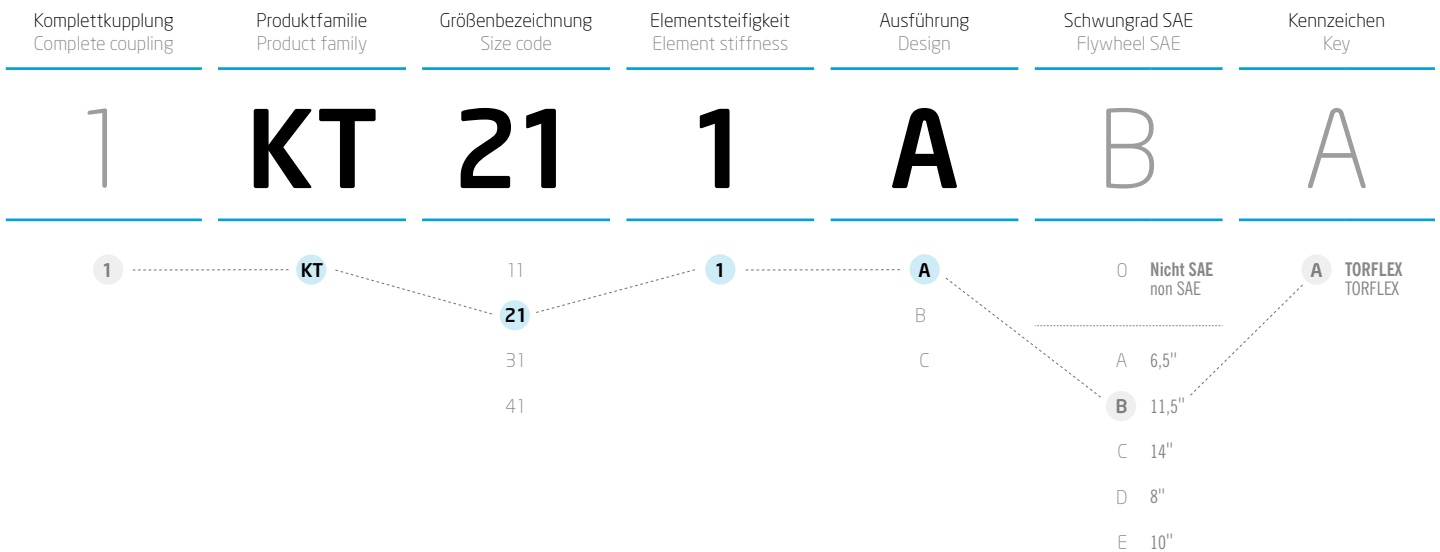 Komplettkupplung Produktfamilie Größenbezeichnung Elementsteifigkeit Ausführung Schwungrad SAE Kennzeichen
Complete coupling Product family Size code Element stiffness Design Flywheel SAE Key
1 KT 21 1 A B A
1 KT 11 1 A 0 Nicht SAE A TORFLEX
non SAE TORFLEX
21 B
31 C A 6,5"
41 B 11,5"
C 14"
D 8"
E 10"